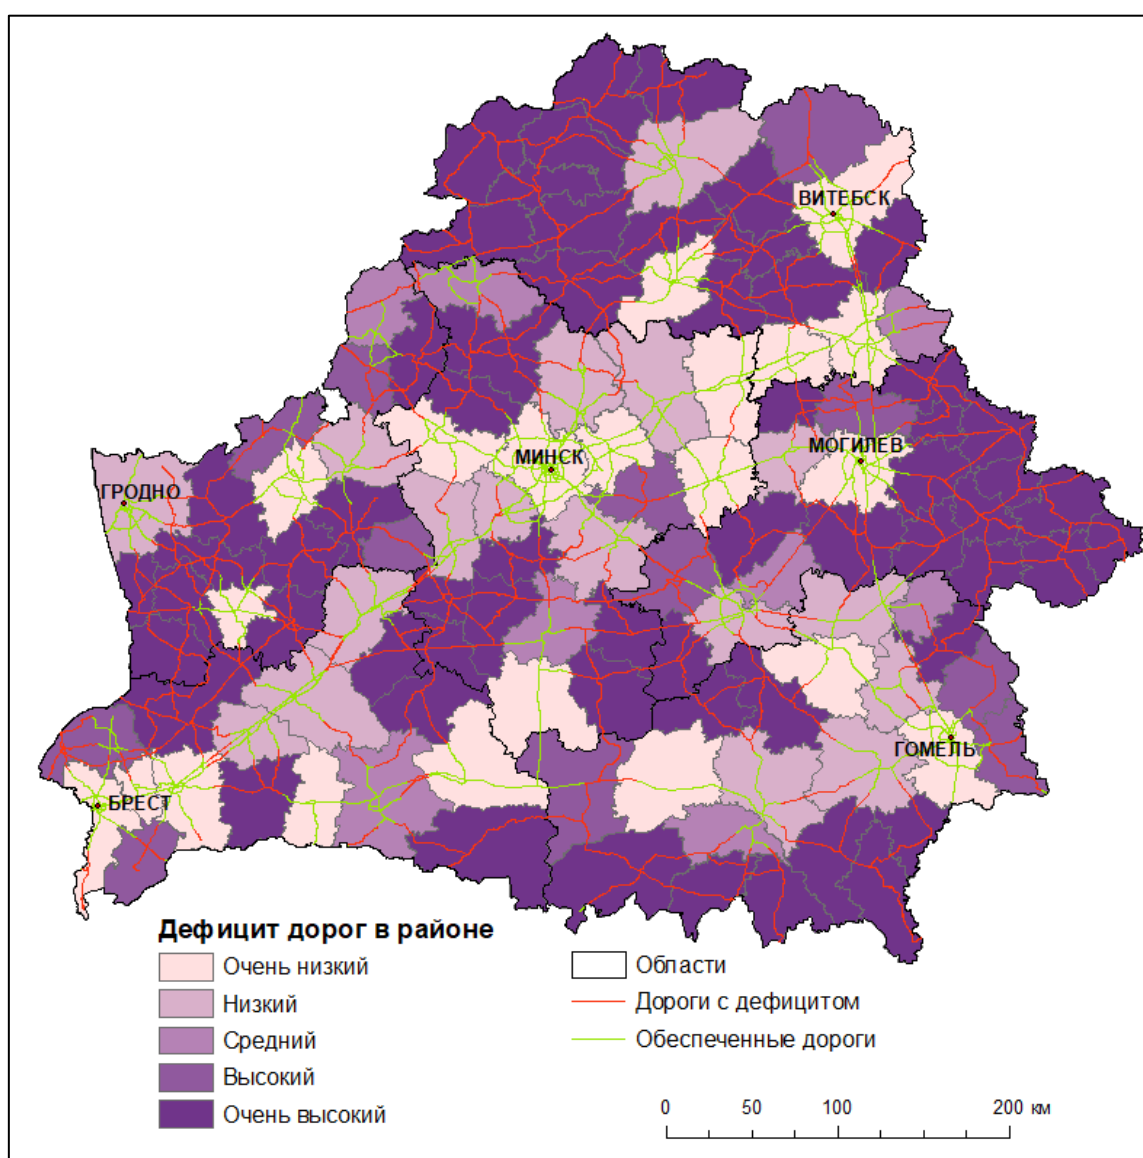 ВИТЕБСК
МОГИЛЕВ
МИНСК
ГРОДНО
ГОМЕЛЬ
БРЕСТ
Дефицит дорог в районе
Очень низкий
Низкий
Средний
Высокий
Очень высокий
Области
Дороги с дефицитом
Обеспеченные дороги
0 50 100 200 км